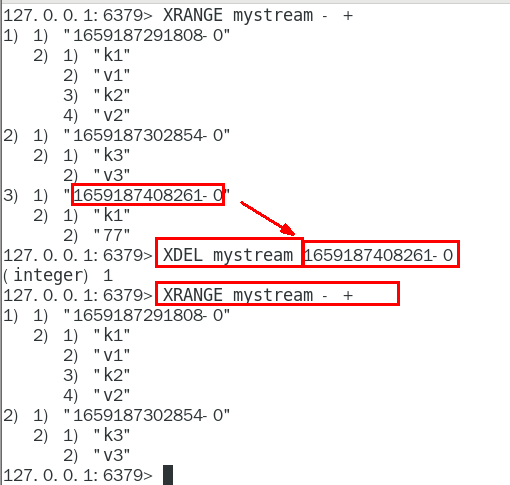 127.0.0.1:6379> XRANGE mystream - +
1) 1) "1659187291808-0"
2) 1) "k1"
2) "v1"
3) "k2"
4) "v2"
2) 1) "1659187302854-0"
2) 1) "k3"
2) "v3"
3) 1) "1659187408261-0"
2) 1) "k1"
2) "77"
127.0.0.1:6379> XDEL mystream 1659187408261-0
(integer) 1
127.0.0.1:6379> XRANGE mystream - +
1) 1) "1659187291808-0"
2) 1) "k1"
2) "v1"
3) "k2"
4) "v2"
2) 1) "1659187302854-0"
2) 1) "k3"
2) "v3"
127.0.0.1:6379>